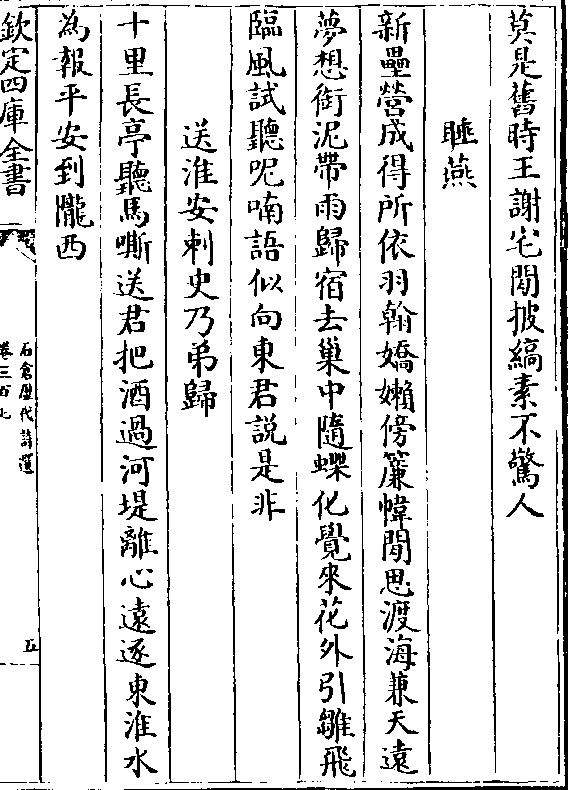 莫是舊時王謝宅閒披縞素不驚人
睡燕
新壘營成得所依羽翰嬌嬾傍簾幃閒思渡海兼天遠
夢想銜泥帶雨歸宿去巢中隨蝶化覺來花外引雛飛
臨風試聽呢喃語似向東君説是非
送淮安刺史乃弟歸
十里長亭聽馬嘶送君把酒過河堤離心遠逐東淮水
為報平安到隴西
欽定四庫全書
石倉歴代詩選
卷三百七
五